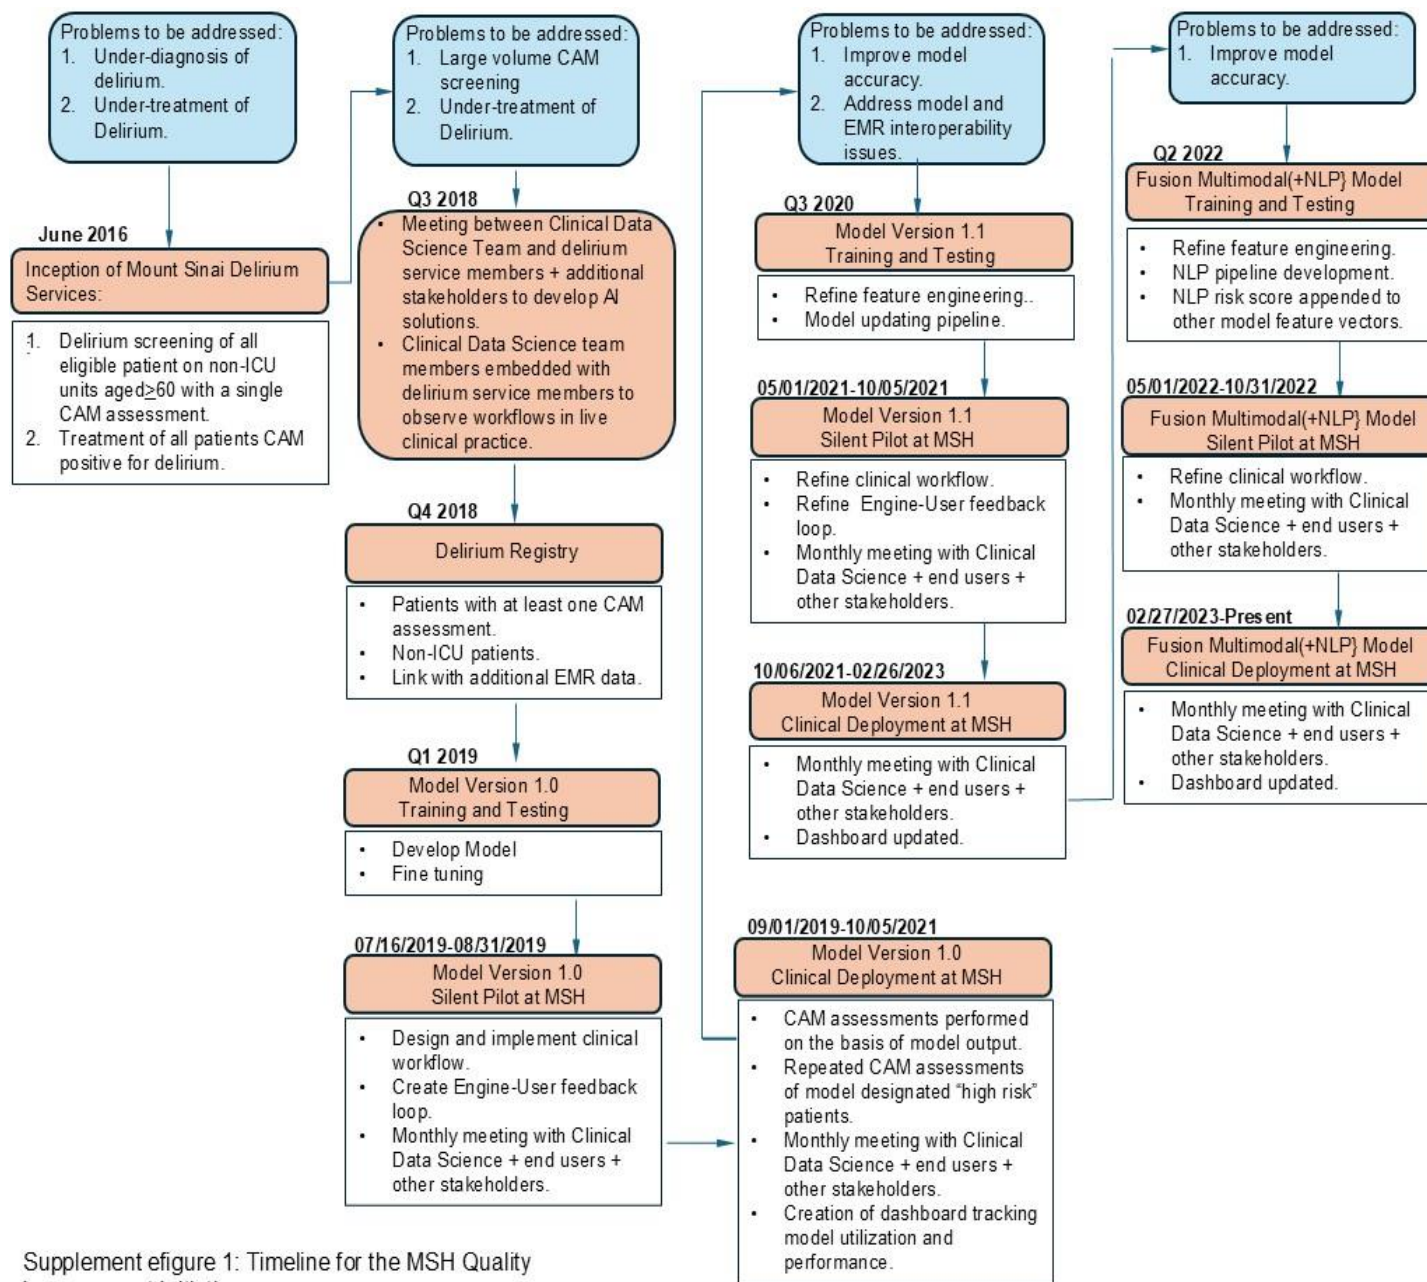 Problems to be addressed:
1. Under-diagnosis of
delirium.
2. Under-treatment of
Delirium.
June 2016
Inception of Mount Sinai Delirium
Services:
1. Delirium screening of all
eligible patient on non-ICU
units aged≥60 with a single
CAM assessment.
2. Treatment of all patients CAM
positive for delirium.
Problems to be addressed:
1. Large volume CAM
screening
2. Under-treatment of
Delirium.
Q3 2018
• Meeting between Clinical Data
Science Team and delirium
service members + additional
stakeholders to develop AI
solutions.
• Clinical Data Science team
members embedded with
delirium service members to
observe workflows in live
clinical practice.
Q4 2018
Delirium Registry
• Patients with at least one CAM
assessment.
• Non-ICU patients.
• Link with additional EMR data.
Q1 2019
Model Version 1.0
Training and Testing
• Develop Model
• Fine tuning
07/16/2019-08/31/2019
Model Version 1.0
Silent Pilot at MSH
• Design and implement clinical
workflow.
• Create Engine-User feedback
loop.
• Monthly meeting with Clinical
Data Science + end users +
other stakeholders.
09/01/2019-10/05/2021
Model Version 1.0
Clinical Deployment at MSH
• CAM assessments performed
on the basis of model output.
• Repeated CAM assessments
of model designated “high risk”
patients.
• Monthly meeting with Clinical
Data Science + end users +
other stakeholders.
• Creation of dashboard tracking
model utilization and
performance.
Problems to be addressed:
1. Improve model
accuracy.
2. Address model and
EMR interoperability
issues.
Q3 2020
Model Version 1.1
Training and Testing
• Refine feature engineering..
• Model updating pipeline.
05/01/2021-10/05/2021
Model Version 1.1
Silent Pilot at MSH
• Refine clinical workflow.
• Refine Engine-User feedback
loop.
• Monthly meeting with Clinical
Data Science + end users +
other stakeholders.
10/06/2021-02/26/2023
Model Version 1.1
Clinical Deployment at MSH
• Monthly meeting with Clinical
Data Science + end users +
other stakeholders.
• Dashboard updated.
Problems to be addressed:
1. Improve model
accuracy.
Q2 2022
Fusion Multimodal(+NLP} Model
Training and Testing
• Refine feature engineering.
• NLP pipeline development.
• NLP risk score appended to
other model feature vectors.
05/01/2022-10/31/2022
Fusion Multimodal(+NLP} Model
Silent Pilot at MSH
• Refine clinical workflow.
• Monthly meeting with Clinical
Data Science + end users +
other stakeholders.
02/27/2023-Present
Fusion Multimodal(+NLP} Model
Clinical Deployment at MSH
• Monthly meeting with Clinical
Data Science + end users +
other stakeholders.
• Dashboard updated.
Supplement efigure 1: Timeline for the MSH Quality